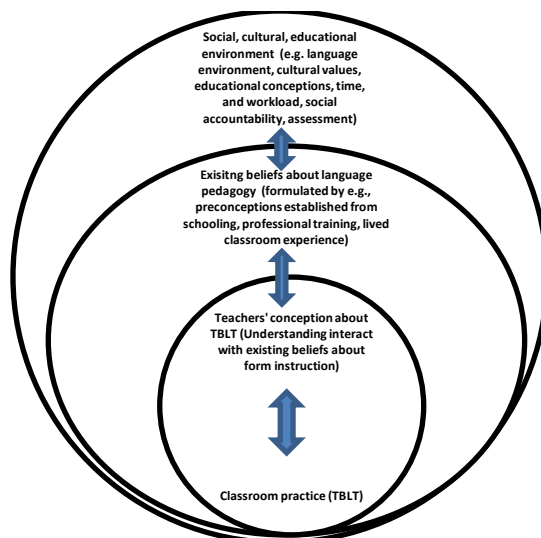 Social, cultural, educational
environment (e.g. language
environment, cultural values,
educational conceptions, time,
and workload, social
accountability, assessment)
Exisitng beliefs about language
pedagogy (formulated by e.g.,
preconceptions established from
schooling, professional training, lived
classroom experience)
Teachers' conception about
TBLT (Understanding interact
with existing beliefs about
form instruction)
Classroom practice (TBLT)